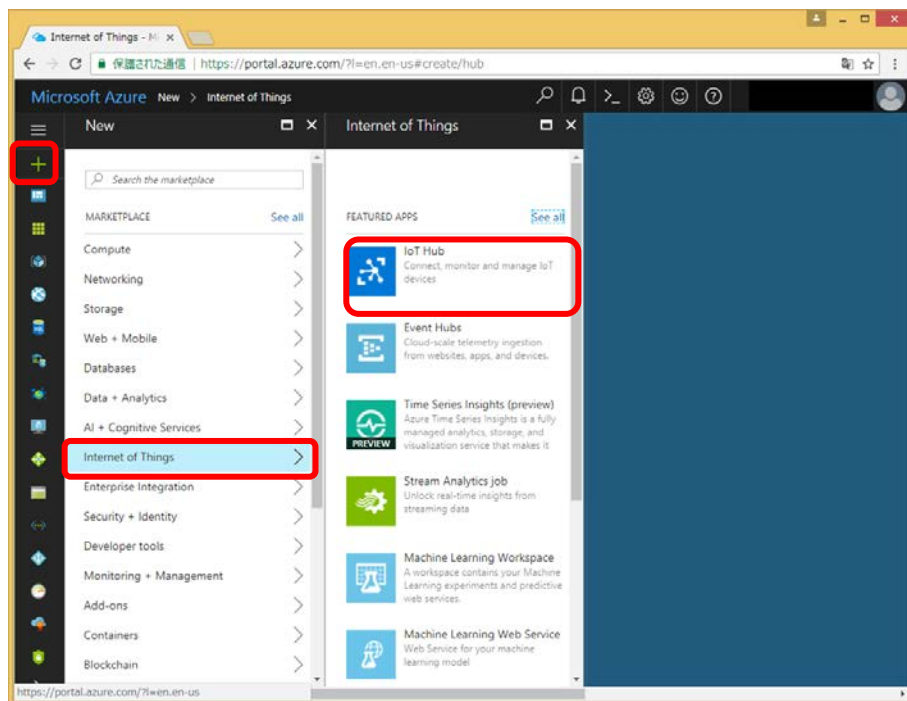 Internet of Things - M
保護された通信 | https://portal.azure.com/?l=en.en-us#create/hub
Microsoft Azure New > Internet of Things
New
Search the marketplace
MARKETPLACE See all
Compute
Networking
Storage
Web + Mobile
Databases
Data + Analytics
AI + Cognitive Services
Internet of Things
Enterprise Integration
Security + Identity
Developer tools
Monitoring + Management
Add-ons
Containers
Blockchain
Internet of Things
FEATURED APPS See all
IoT Hub
Connect, monitor and manage IoT
devices
Event Hubs
Cloud-scale telemetry ingestion
from websites, apps, and devices.
Time Series Insights (preview)
Azure Time Series Insights is a fully
managed analytics, storage, and
visualization service that makes it
PREVIEW
Stream Analytics job
Unlock real-time insights from
streaming data
Machine Learning Workspace
A workspace contains your Machine
Learning experiments and predictive
web services.
Machine Learning Web Service
Web Service for your machine
learning model
https://portal.azure.com/?l=en.en-us